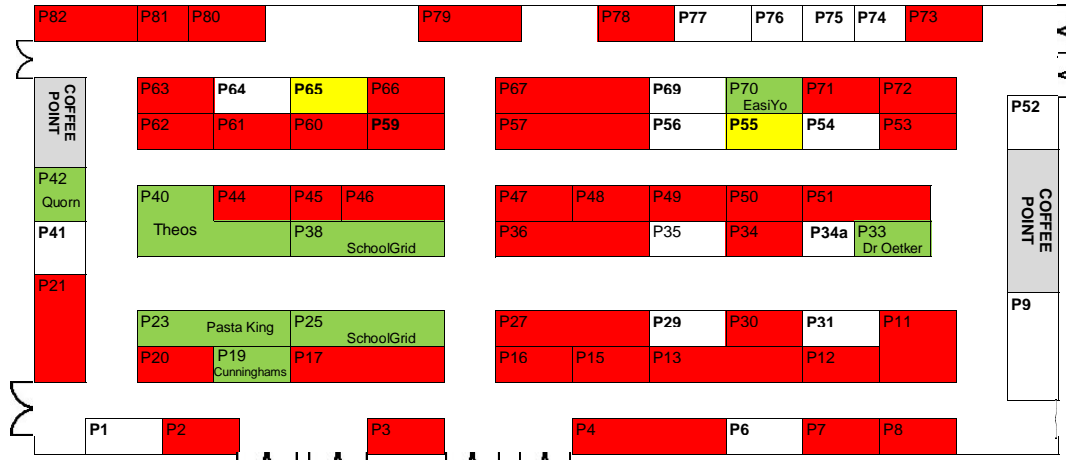 P82 P81 P80 P79 P78 P77 P76 P75 P74 P73
COFFEE
POINT
P63 P64 P65 P66 P67 P69 P70 P71 P72
EasiYo
P52
P62 P61 P60 P59 P57 P56 P55 P54 P53
P42
Quorn
COFFEE
POINT
P40 P44 P45 P46 P47 P48 P49 P50 P51
Theos
P41 P38 P36 P35 P34 P34a P33
SchoolGrid Dr Oetker
P21
P9
P23 Pasta King P25 P27 P29 P30 P31 P11
SchoolGrid
P20 P19 P17 P16 P15 P13 P12
Cunninghams
P1 P2 P3 P4 P6 P7 P8